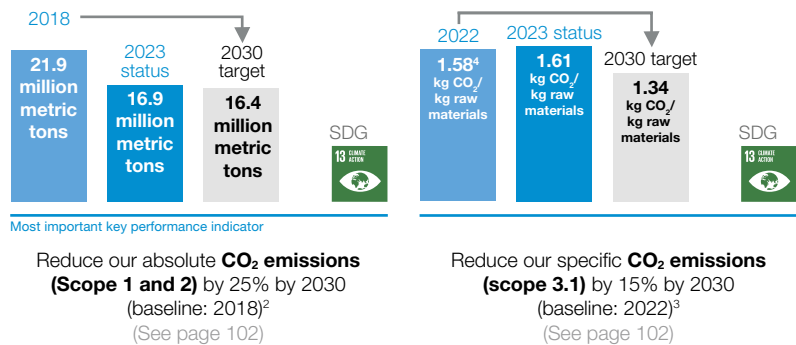 2018
21.9
million
metric
tons
2023
status
16.9
million
metric
tons
2030
target
16.4
million
metric
tons
SDG
13 CLIMATE
ACTION
Most important key performance indicator
Reduce our absolute CO₂ emissions
(Scope 1 and 2) by 25% by 2030
(baseline: 2018)²
(See page 102)
2022
1.58⁴
kg CO₂/
kg raw
materials
2023 status
1.61
kg CO₂/
kg raw
materials
2030 target
1.34
kg CO₂/
kg raw
materials
SDG
13 CLIMATE
ACTION
Reduce our specific CO₂ emissions
(scope 3.1) by 15% by 2030
(baseline: 2022)³
(See page 102)